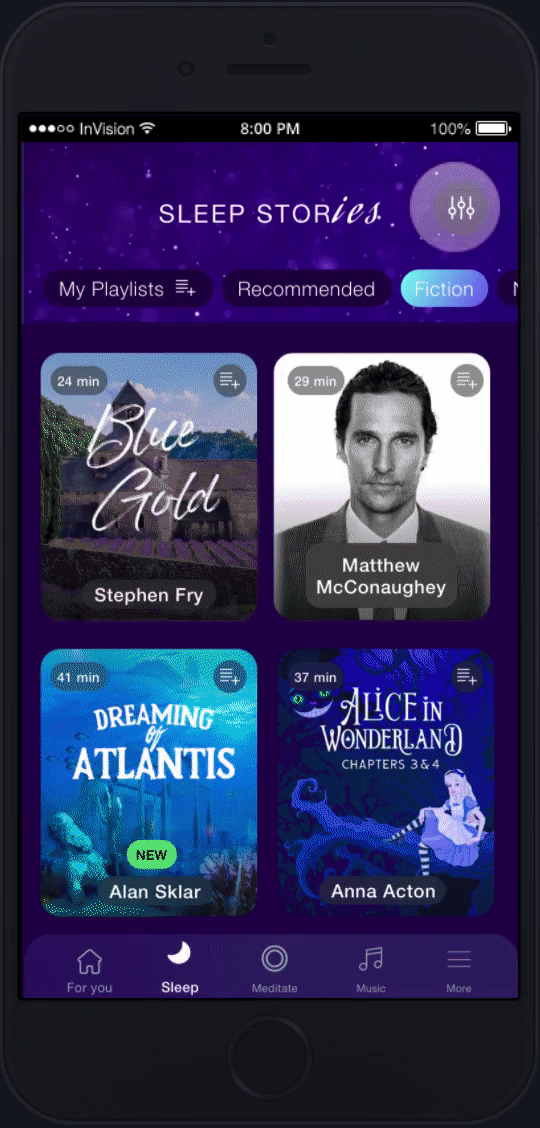 InVision 8:00 PM 100%
SLEEP STORies
My Playlists Recommended Fiction
24 min
Blue
Gold
Stephen Fry
29 min
Matthew
McConaughey
41 min
DREAMING
of
ATLANTIS
NEW
Alan Sklar
37 min
ALICE in
WONDERLAND
CHAPTERS 3 & 4
Anna Acton
For you Sleep Meditate Music More